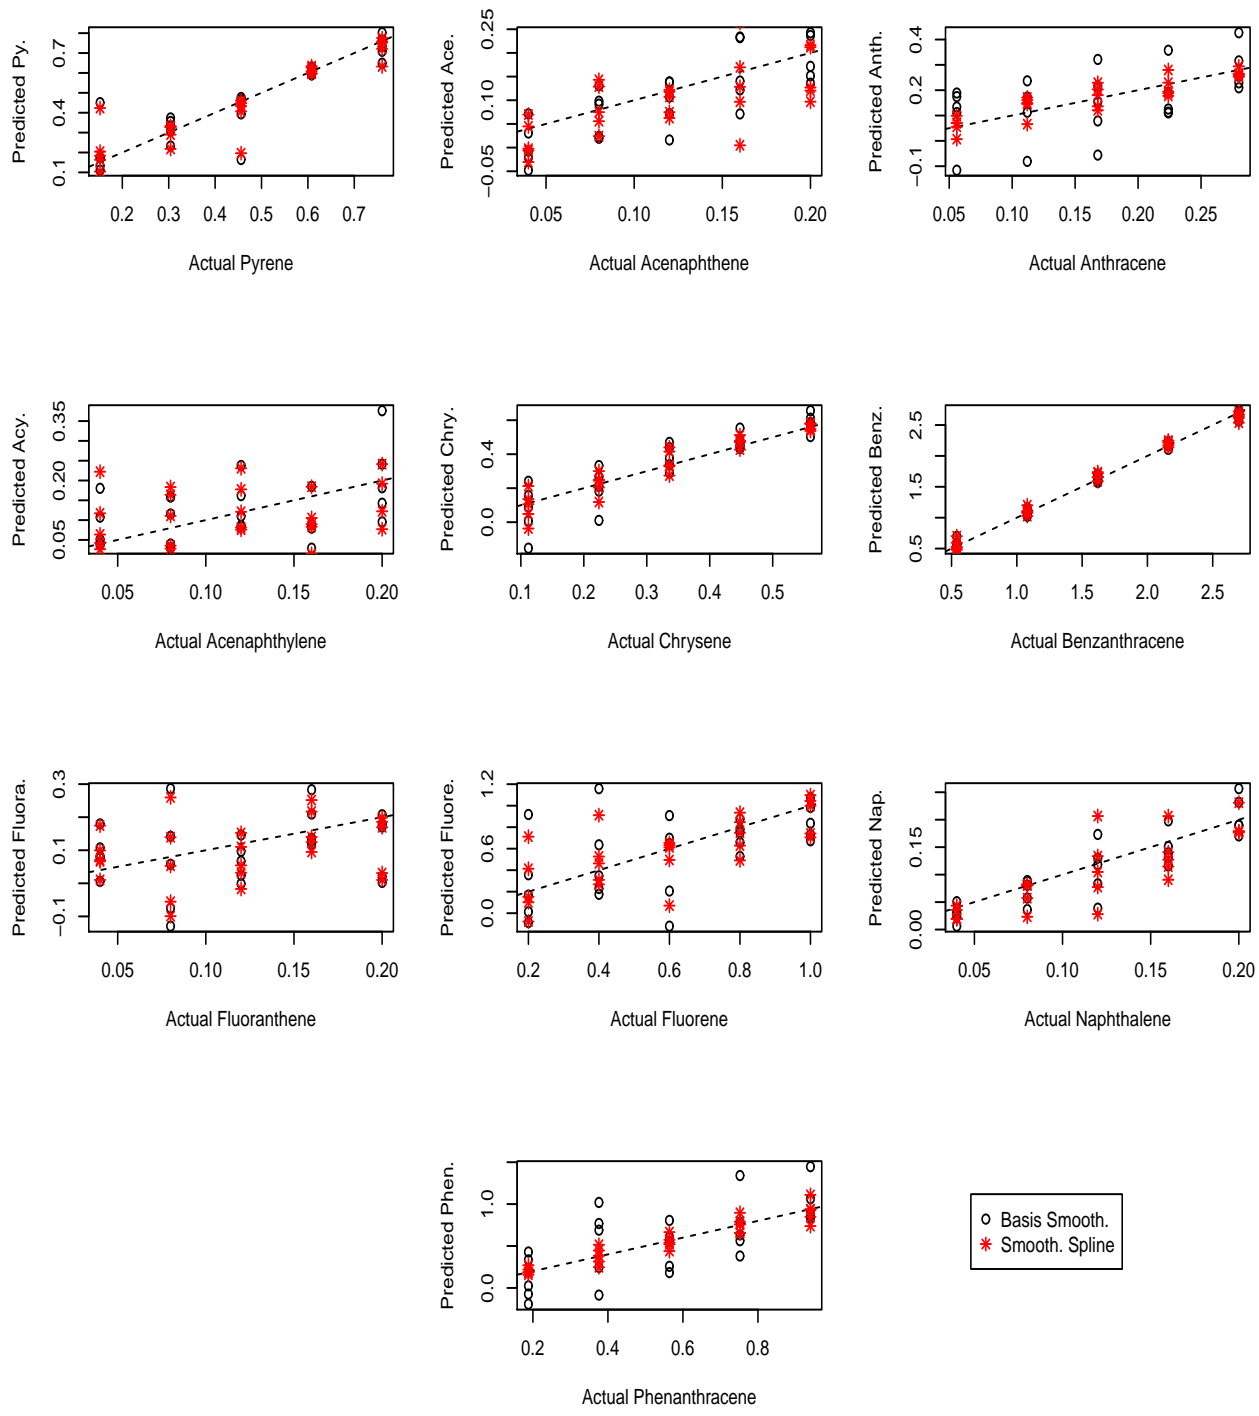 Predicted Py.
0.1 0.4 0.7
0.2 0.3 0.4 0.5 0.6 0.7
Actual Pyrene
Predicted Ace.
−0.05 0.10 0.25
0.05 0.10 0.15 0.20
Actual Acenaphthene
Predicted Anth.
−0.1 0.2 0.4
0.05 0.10 0.15 0.20 0.25
Actual Anthracene
Predicted Acy.
0.05 0.20 0.35
0.05 0.10 0.15 0.20
Actual Acenaphthylene
Predicted Chry.
0.0 0.4
0.1 0.2 0.3 0.4 0.5
Actual Chrysene
Predicted Benz.
0.5 1.5 2.5
0.5 1.0 1.5 2.0 2.5
Actual Benzanthracene
Predicted Fluora.
−0.1 0.1 0.3
0.05 0.10 0.15 0.20
Actual Fluoranthene
Predicted Fluore.
0.0 0.6 1.2
0.2 0.4 0.6 0.8 1.0
Actual Fluorene
Predicted Nap.
0.00 0.15
0.05 0.10 0.15 0.20
Actual Naphthalene
Predicted Phen.
0.0 1.0
0.2 0.4 0.6 0.8
Actual Phenanthracene
Basis Smooth.
Smooth. Spline